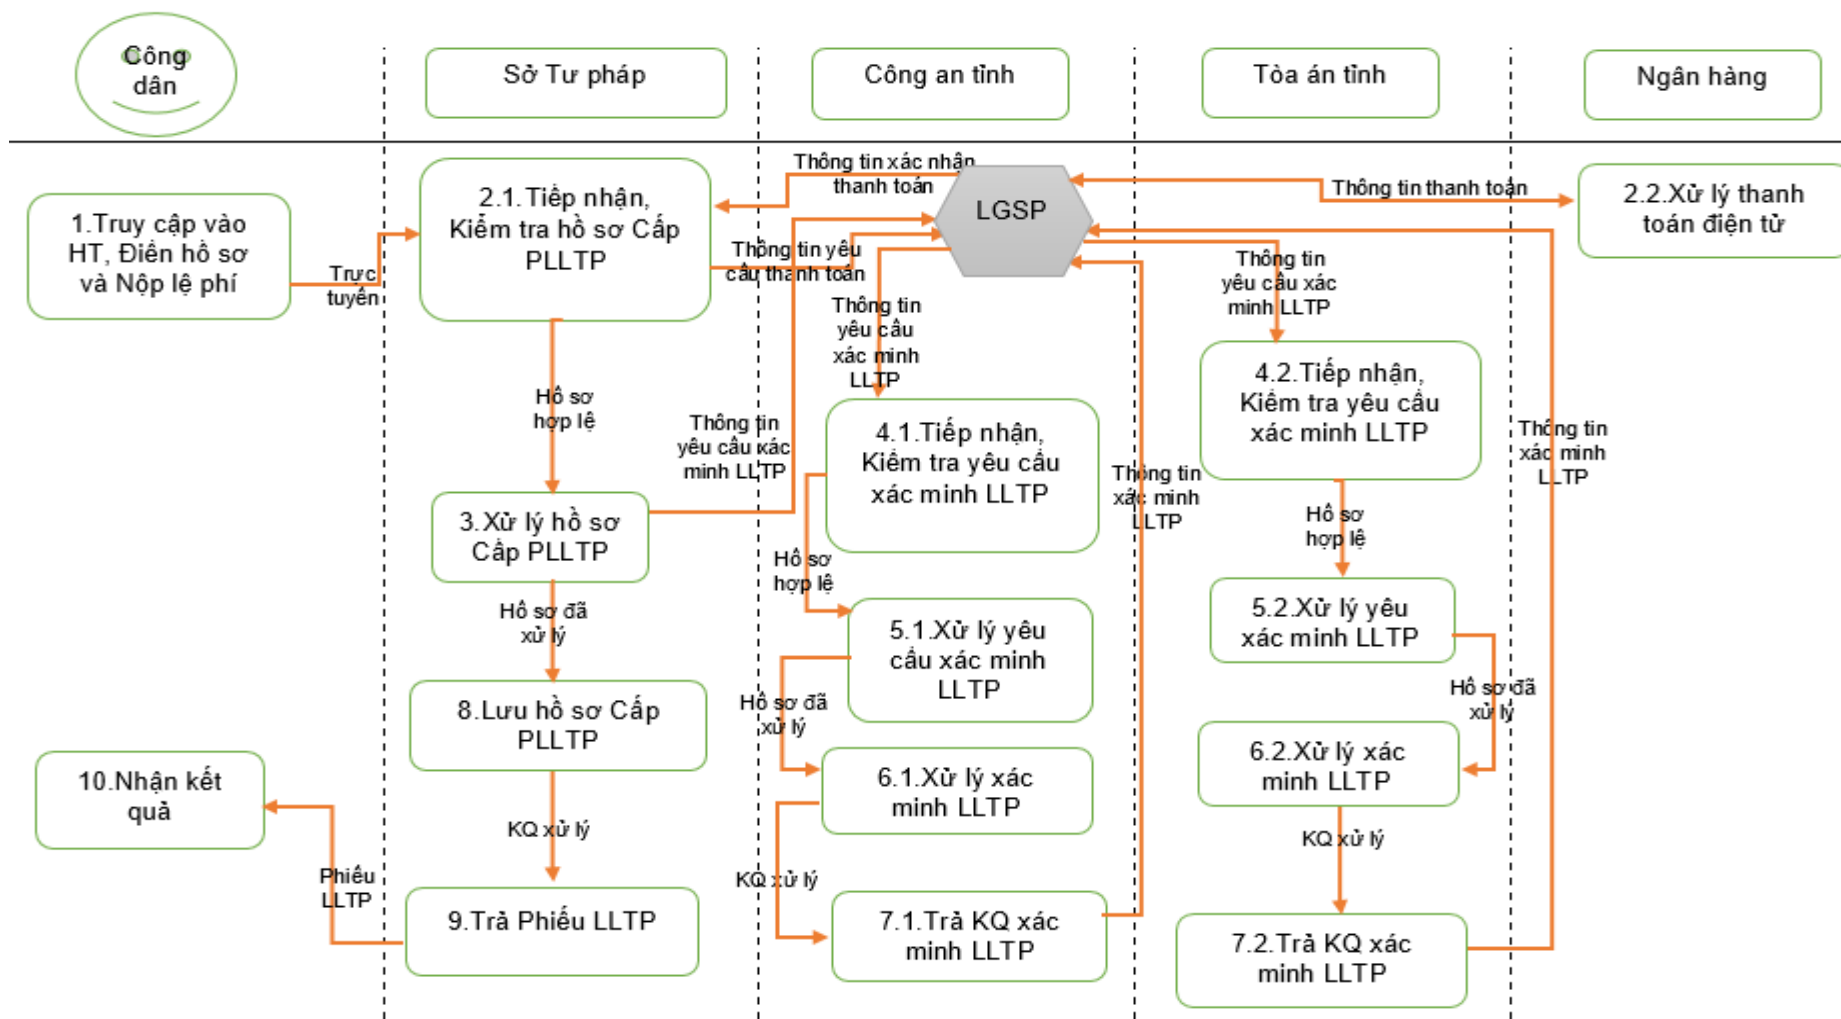 Công
dân
Sở Tư pháp
Công an tỉnh
Tòa án tỉnh
Ngân hàng
1.Truy cập vào
HT, Điền hồ sơ
và Nộp lệ phí
Trực
tuyến
2.1.Tiếp nhận,
Kiểm tra hồ sơ Cấp
PLLTP
Thông tin xác nhận
thanh toán
Thông tin yêu
cầu thanh toán
LGSP
Thông tin thanh toán
2.2.Xử lý thanh
toán điện tử
Thông tin
yêu cầu
xác minh
LLTP
Thông tin
yêu cầu xác
minh LLTP
Hồ sơ
hợp lệ
Thông tin
yêu cầu xác
minh LLTP
4.1.Tiếp nhận,
Kiểm tra yêu cầu
xác minh LLTP
Thông tin
xác minh
LLTP
4.2.Tiếp nhận,
Kiểm tra yêu cầu
xác minh LLTP
Thông tin
xác minh
LLTP
3.Xử lý hồ sơ
Cấp PLLTP
Hồ sơ
hợp lệ
Hồ sơ
hợp lệ
Hồ sơ đã
xử lý
5.1.Xử lý yêu
cầu xác minh
LLTP
5.2.Xử lý yêu
xác minh LLTP
8.Lưu hồ sơ Cấp
PLLTP
Hồ sơ đã
xử lý
Hồ sơ đã
xử lý
10.Nhận kết
quả
6.1.Xử lý xác
minh LLTP
6.2.Xử lý xác
minh LLTP
KQ xử lý
KQ xử lý
KQ xử lý
Phiếu
LLTP
9.Trả Phiếu LLTP
7.1.Trả KQ xác
minh LLTP
7.2.Trả KQ xác
minh LLTP